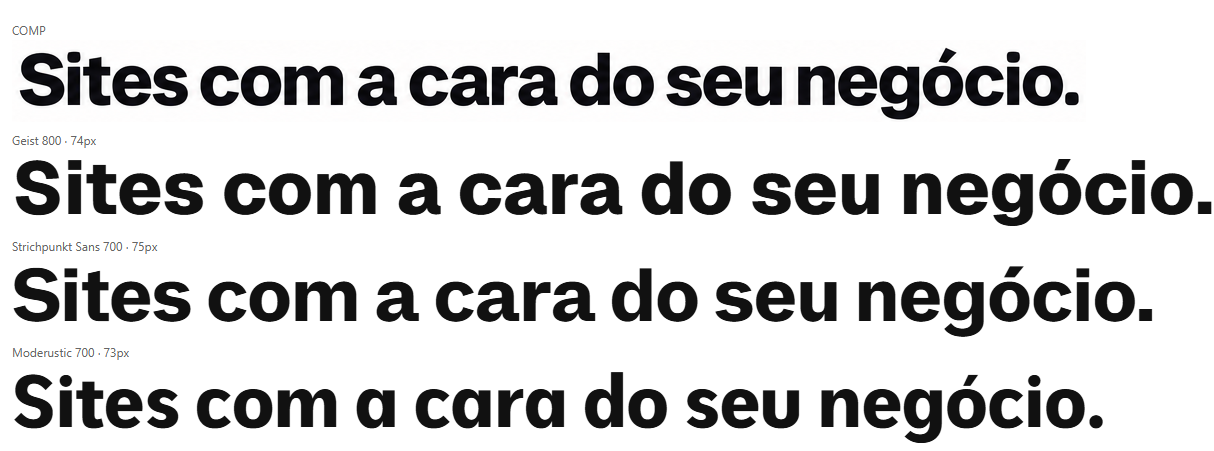 COMP
Sites com a cara do seu negócio.
Geist 800 · 74px
Sites com a cara do seu negócio.
Strichpunkt Sans 700 · 75px
Sites com a cara do seu negócio.
Moderustic 700 · 73px
Sites com a cara do seu negócio.